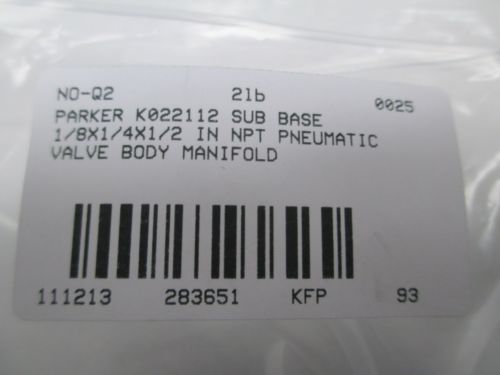 NO-Q2 2lb 0025
PARKER K022112 SUB BASE
1/8X1/4X1/2 IN NPT PNEUMATIC
VALVE BODY MANIFOLD
111213 283651 KFP 93